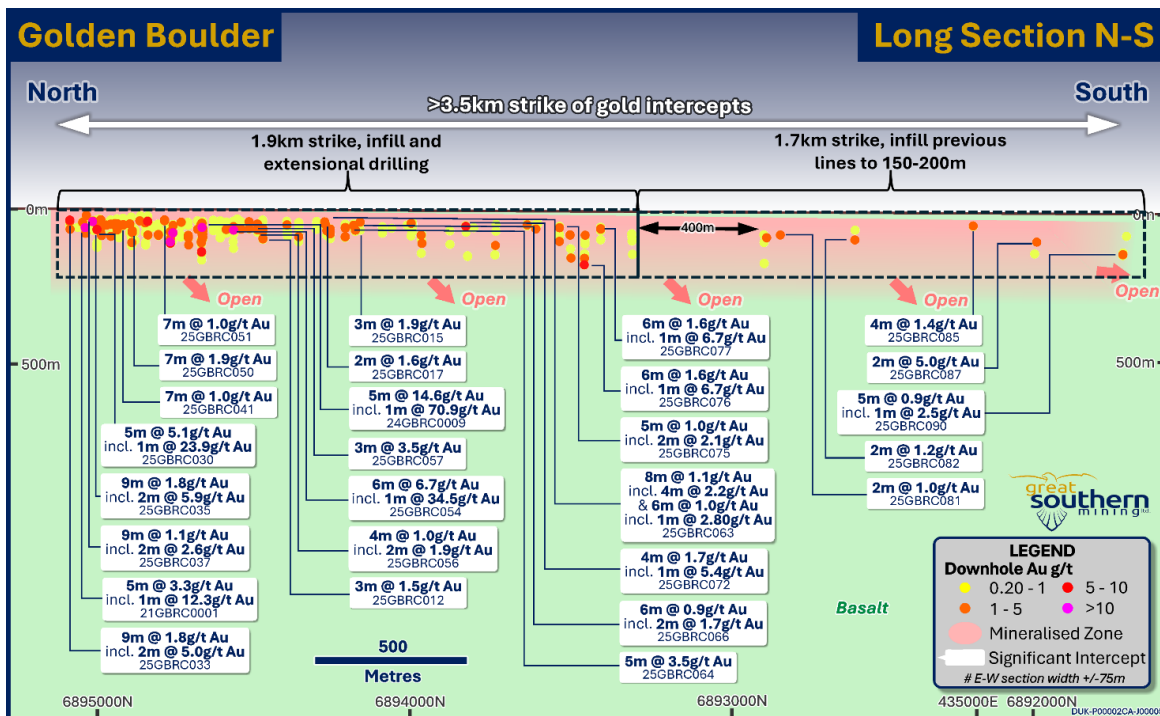 Golden Boulder
Long Section N-S
North
>3.5km strike of gold intercepts
South
1.9km strike, infill and
extensional drilling
1.7km strike, infill previous
lines to 150-200m
0m
0m
400m
Open
Open
Open
Open
Open
500m
500m
7m @ 1.0g/t Au
25GBRC051
7m @ 1.9g/t Au
25GBRC050
7m @ 1.0g/t Au
25GBRC041
5m @ 5.1g/t Au
incl. 1m @ 23.9g/t Au
25GBRC030
9m @ 1.8g/t Au
incl. 2m @ 5.9g/t Au
25GBRC035
9m @ 1.1g/t Au
incl. 2m @ 2.6g/t Au
25GBRC037
5m @ 3.3g/t Au
incl. 1m @ 12.3g/t Au
21GBRC0001
9m @ 1.8g/t Au
incl. 2m @ 5.0g/t Au
25GBRC033
3m @ 1.9g/t Au
25GBRC015
2m @ 1.6g/t Au
25GBRC017
5m @ 14.6g/t Au
incl. 1m @ 70.9g/t Au
24GBRC0009
3m @ 3.5g/t Au
25GBRC057
6m @ 6.7g/t Au
incl. 1m @ 34.5g/t Au
25GBRC054
4m @ 1.0g/t Au
incl. 2m @ 1.9g/t Au
25GBRC056
3m @ 1.5g/t Au
25GBRC012
6m @ 1.6g/t Au
incl. 1m @ 6.7g/t Au
25GBRC077
6m @ 1.6g/t Au
incl. 1m @ 6.7g/t Au
25GBRC076
5m @ 1.0g/t Au
incl. 2m @ 2.1g/t Au
25GBRC075
8m @ 1.1g/t Au
incl. 4m @ 2.2g/t Au
& 6m @ 1.0g/t Au
incl. 1m @ 2.80g/t Au
25GBRC063
4m @ 1.7g/t Au
incl. 1m @ 5.4g/t Au
25GBRC072
6m @ 0.9g/t Au
incl. 2m @ 1.7g/t Au
25GBRC066
5m @ 3.5g/t Au
25GBRC064
4m @ 1.4g/t Au
25GBRC085
2m @ 5.0g/t Au
25GBRC087
5m @ 0.9g/t Au
incl. 1m @ 2.5g/t Au
25GBRC090
2m @ 1.2g/t Au
25GBRC082
2m @ 1.0g/t Au
25GBRC081
great
southern
mining
Basalt
LEGEND
Downhole Au g/t
0.20 - 1
5 - 10
1 - 5
>10
Mineralised Zone
Significant Intercept
# E-W section width +/-75m
500
Metres
6895000N
6894000N
6893000N
435000E
6892000N